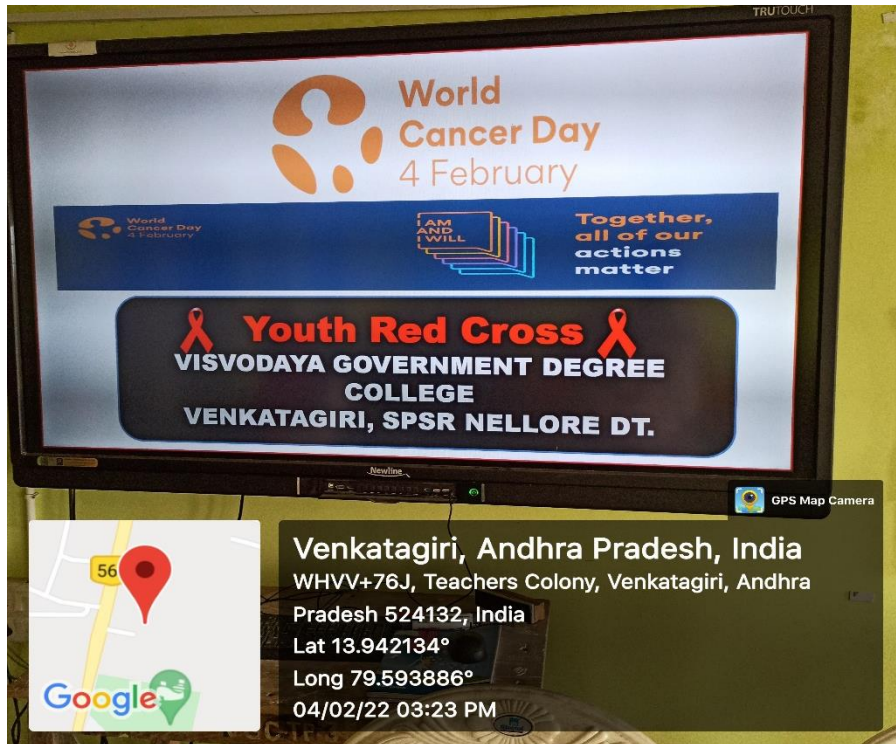 TRUTOUCH
World
Cancer Day
4 February
World
Cancer Day
4 February
I AM
AND
I WILL
Together,
all of our
actions
matter
Youth Red Cross
VISVODAYA GOVERNMENT DEGREE
COLLEGE
VENKATAGIRI, SPSR NELLORE DT.
Newline
GPS Map Camera
56
Google
Venkatagiri, Andhra Pradesh, India
WHVV+76J, Teachers Colony, Venkatagiri, Andhra
Pradesh 524132, India
Lat 13.942134°
Long 79.593886°
04/02/22 03:23 PM